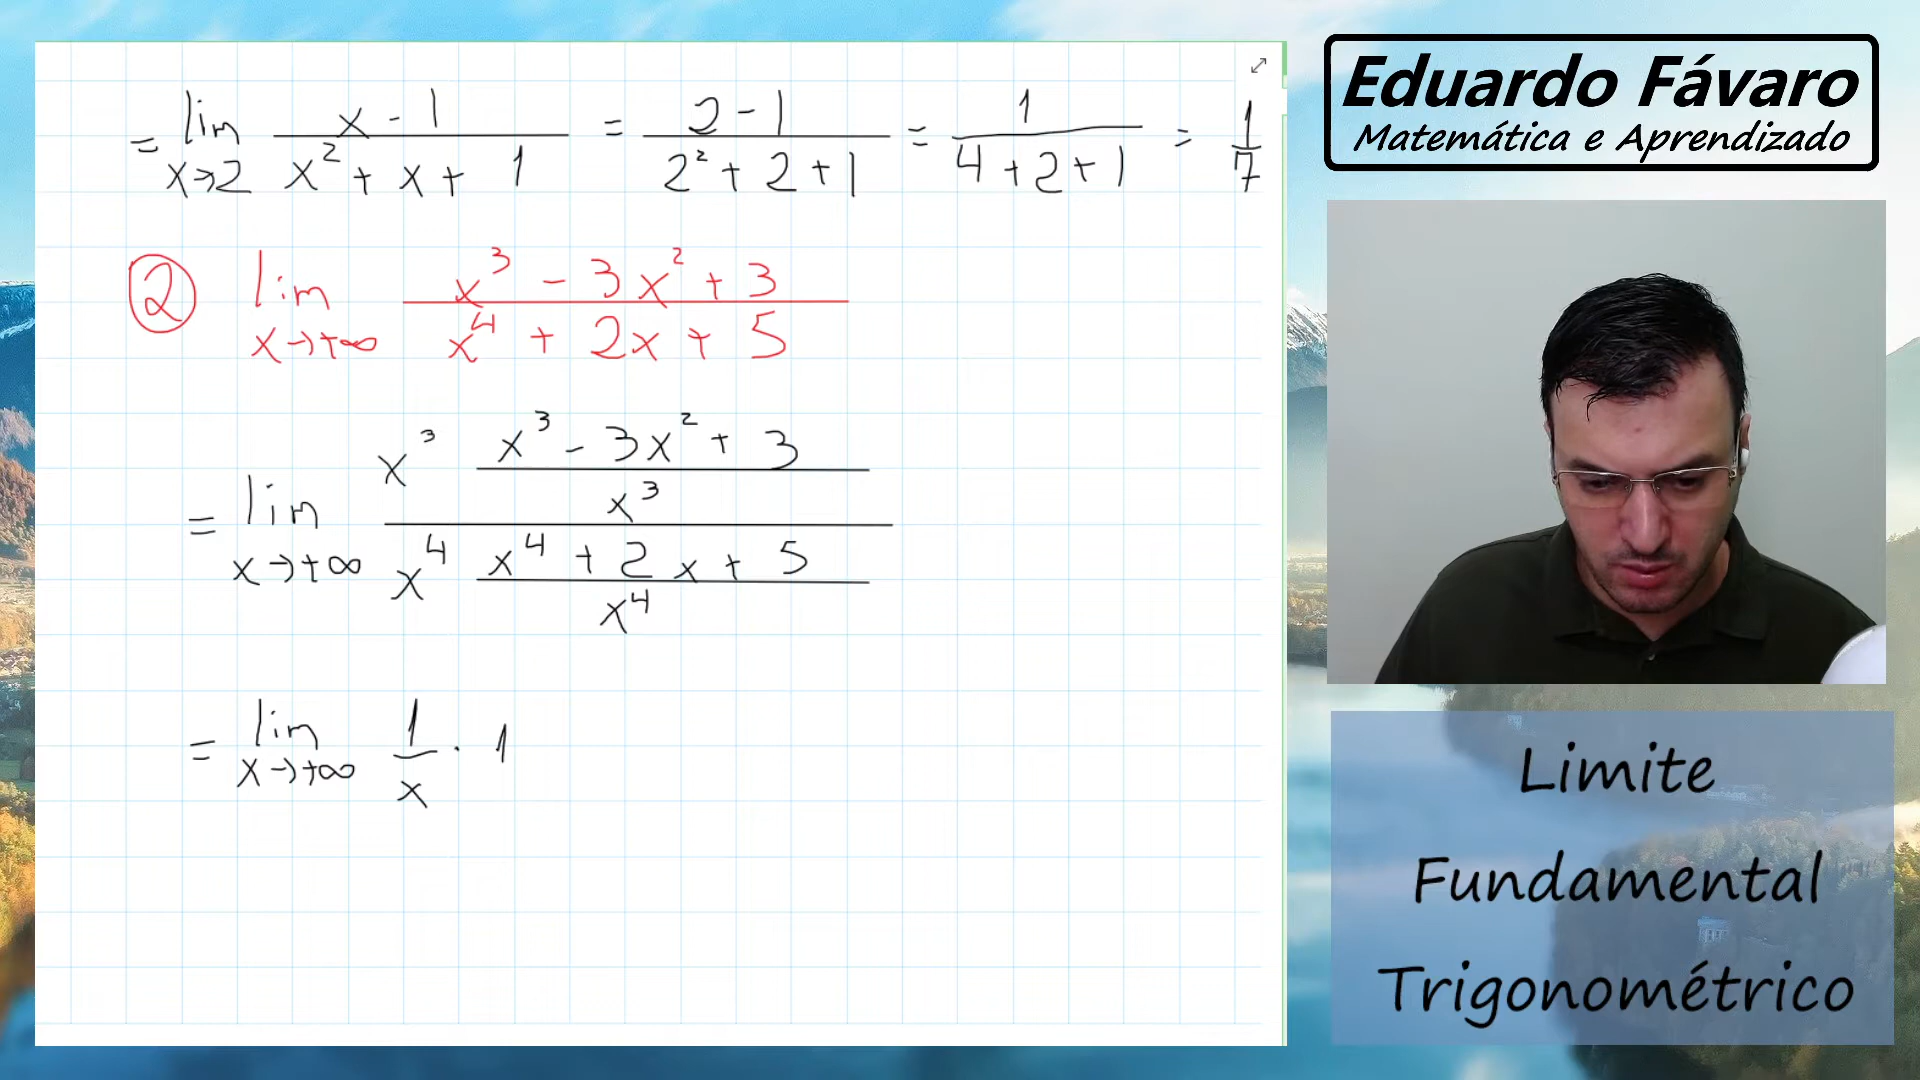 = lim x→2 (x - 1)/(x² + x + 1) = (2 - 1)/(2² + 2 + 1) = 1/(4 + 2 + 1) = 1/7
② lim x→+∞ (x³ - 3x² + 3)/(x⁴ + 2x + 5)
= lim x→+∞ (x³ (x³ - 3x² + 3)/x³)/(x⁴ (x⁴ + 2x + 5)/x⁴)
= lim x→+∞ 1/x · 1
Eduardo Fávaro
Matemática e Aprendizado
Limite
Fundamental
Trigonométrico